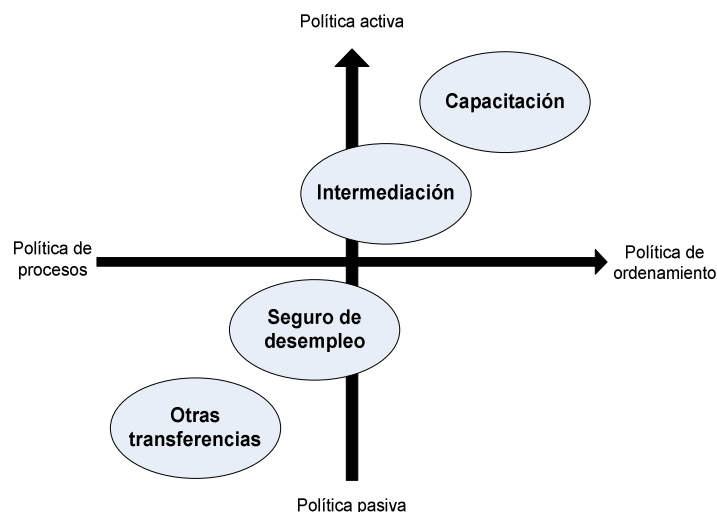 Política activa
Capacitación
Intermediación
Política de
procesos
Política de
ordenamiento
Seguro de
desempleo
Otras
transferencias
Política pasiva